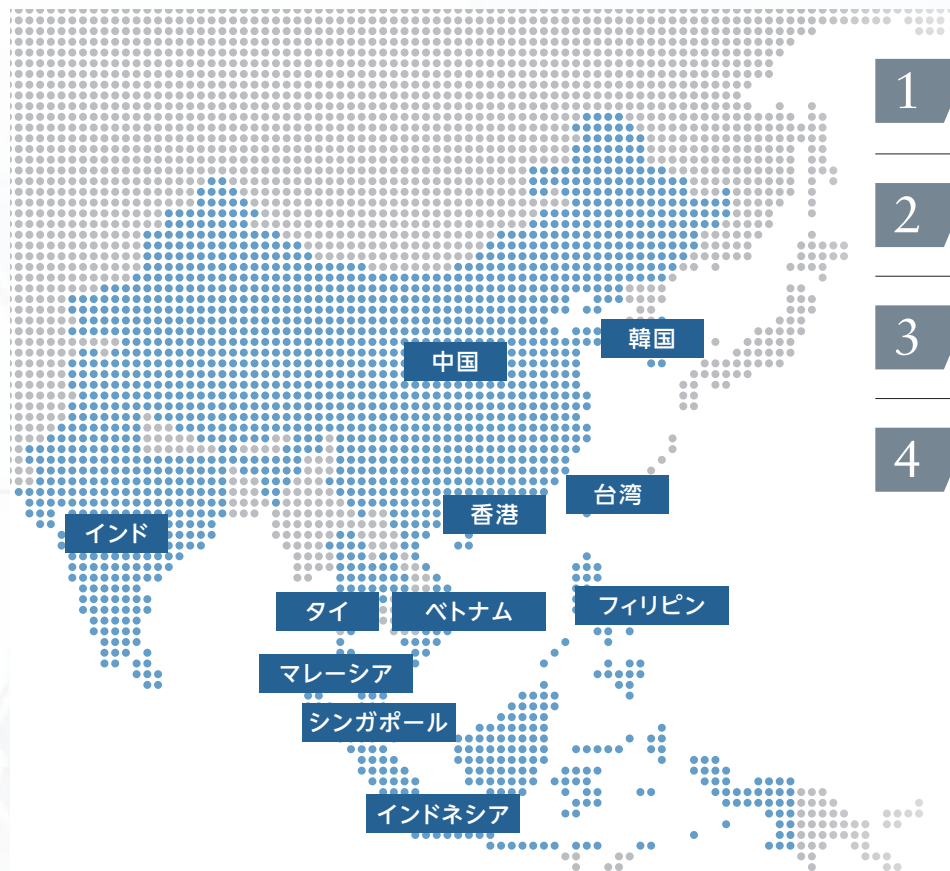 1
2
3
4
韓国
中国
台湾
香港
インド
タイ
ベトナム
フィリピン
マレーシア
シンガポール
インドネシア